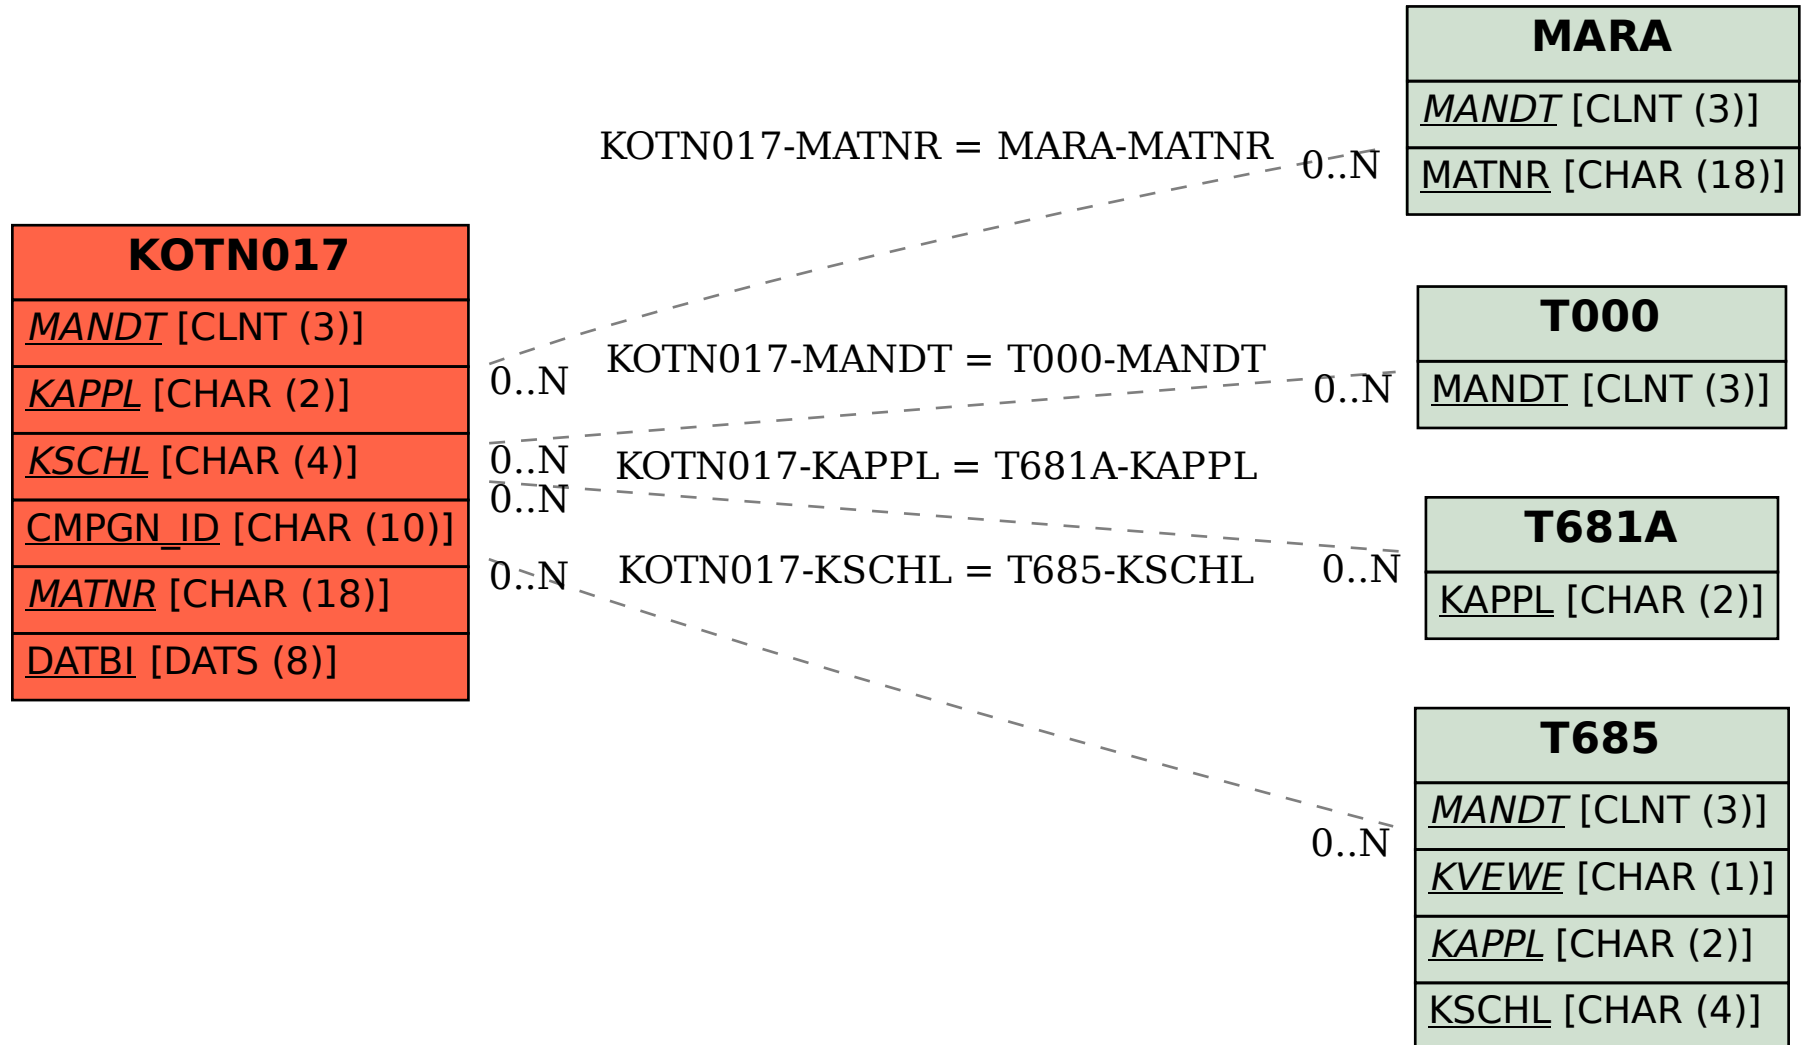 MARA
MANDT [CLNT (3)]
MATNR [CHAR (18)]
KOTN017-MATNR = MARA-MATNR
0..N
KOTN017
MANDT [CLNT (3)]
KAPPL [CHAR (2)]
KSCHL [CHAR (4)]
CMPGN_ID [CHAR (10)]
MATNR [CHAR (18)]
DATBI [DATS (8)]
0..N
KOTN017-MANDT = T000-MANDT
0..N
T000
MANDT [CLNT (3)]
0..N
KOTN017-KAPPL = T681A-KAPPL
0..N
0..N
T681A
KAPPL [CHAR (2)]
0..N
KOTN017-KSCHL = T685-KSCHL
0..N
T685
MANDT [CLNT (3)]
KVEWE [CHAR (1)]
KAPPL [CHAR (2)]
KSCHL [CHAR (4)]